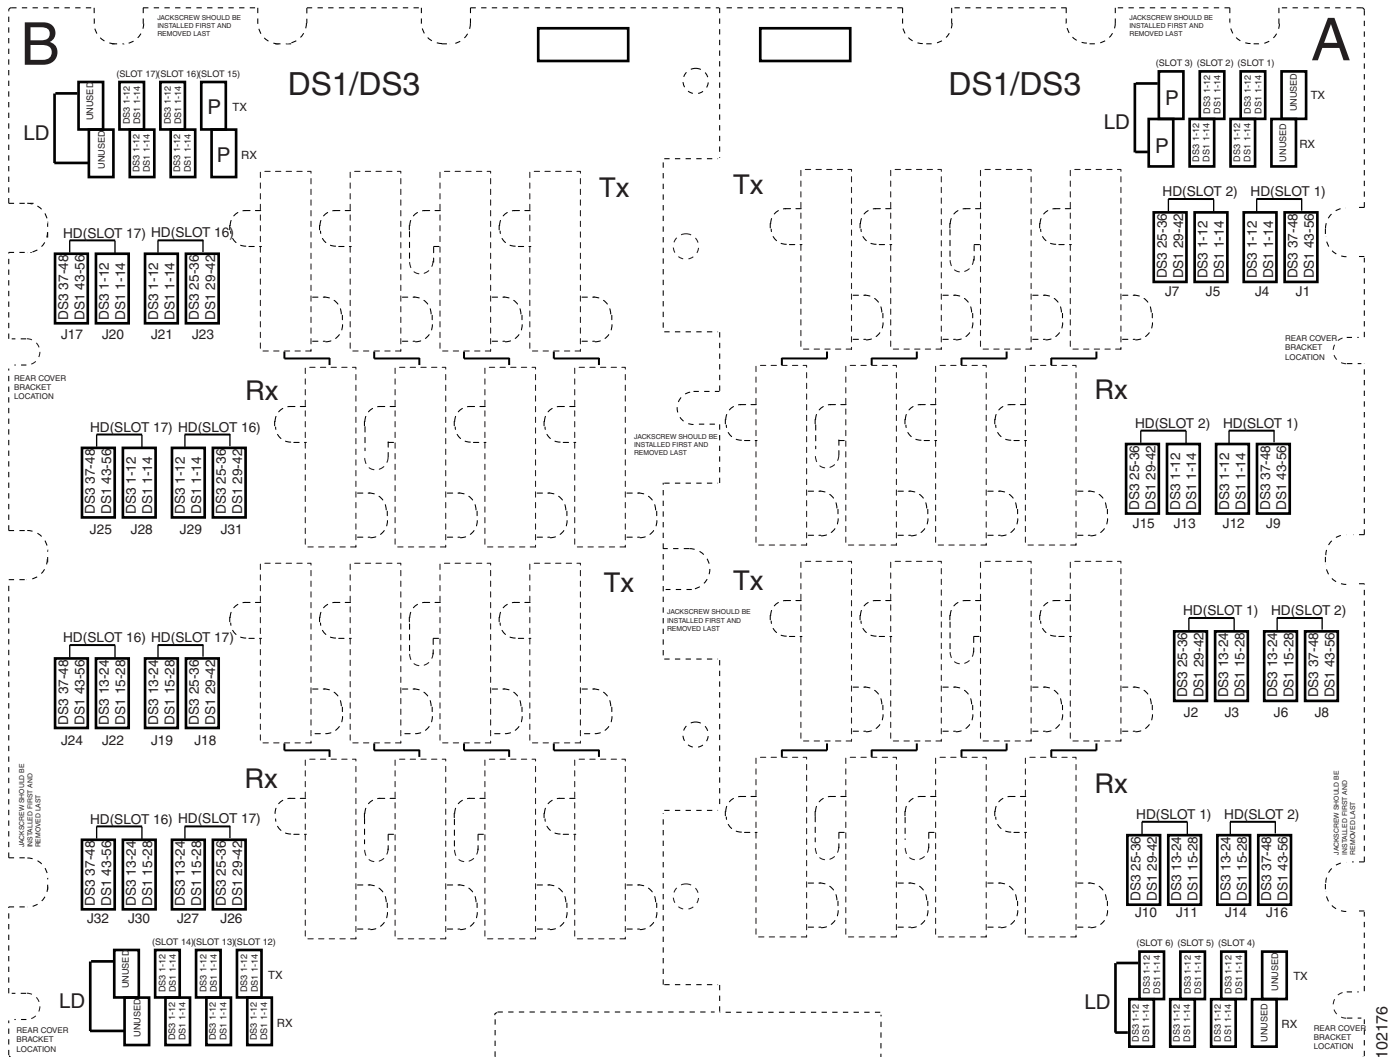 JACKSCREW SHOULD BE
INSTALLED FIRST AND
REMOVED LAST
B
DS1/DS3
(SLOT 17)(SLOT 16)(SLOT 15)
UNUSED
DS3 1-12
DS1 1-14
DS3 1-12
DS1 1-14
P
TX
LD
UNUSED
DS3 1-12
DS1 1-14
DS3 1-12
DS1 1-14
P
RX
Tx
HD(SLOT 17)
HD(SLOT 16)
DS3 37-48
DS1 43-56
DS3 1-12
DS1 1-14
DS3 1-12
DS1 1-14
DS3 25-36
DS1 29-42
J17
J20
J21
J23
REAR COVER
BRACKET
LOCATION
Rx
HD(SLOT 17)
HD(SLOT 16)
DS3 37-48
DS1 43-56
DS3 1-12
DS1 1-14
DS3 1-12
DS1 1-14
DS3 25-36
DS1 29-42
J25
J28
J29
J31
JACKSCREW SHOULD BE
INSTALLED FIRST AND
REMOVED LAST
Tx
HD(SLOT 16)
HD(SLOT 17)
DS3 37-48
DS1 43-56
DS3 13-24
DS1 15-28
DS3 13-24
DS1 15-28
DS3 25-36
DS1 29-42
J24
J22
J19
J18
JACKSCREW SHOULD BE
INSTALLED FIRST AND
REMOVED LAST
Rx
HD(SLOT 16)
HD(SLOT 17)
DS3 37-48
DS1 43-56
DS3 13-24
DS1 15-28
DS3 13-24
DS1 15-28
DS3 25-36
DS1 29-42
J32
J30
J27
J26
(SLOT 14)(SLOT 13)(SLOT 12)
UNUSED
DS3 1-12
DS1 1-14
DS3 1-12
DS1 1-14
DS3 1-12
DS1 1-14
TX
LD
UNUSED
DS3 1-12
DS1 1-14
DS3 1-12
DS1 1-14
DS3 1-12
DS1 1-14
RX
REAR COVER
BRACKET
LOCATION
JACKSCREW SHOULD BE
INSTALLED FIRST AND
REMOVED LAST
A
DS1/DS3
(SLOT 3) (SLOT 2) (SLOT 1)
P
DS3 1-12
DS1 1-14
DS3 1-12
DS1 1-14
UNUSED
TX
LD
P
DS3 1-12
DS1 1-14
DS3 1-12
DS1 1-14
UNUSED
RX
Tx
HD(SLOT 2)
HD(SLOT 1)
DS3 25-36
DS1 29-42
DS3 1-12
DS1 1-14
DS3 1-12
DS1 1-14
DS3 37-48
DS1 43-56
J7
J5
J4
J1
REAR COVER
BRACKET
LOCATION
Rx
HD(SLOT 2)
HD(SLOT 1)
DS3 25-36
DS1 29-42
DS3 1-12
DS1 1-14
DS3 1-12
DS1 1-14
DS3 37-48
DS1 43-56
J15
J13
J12
J9
Tx
JACKSCREW SHOULD BE
INSTALLED FIRST AND
REMOVED LAST
HD(SLOT 1)
HD(SLOT 2)
DS3 25-36
DS1 29-42
DS3 13-24
DS1 15-28
DS3 13-24
DS1 15-28
DS3 37-48
DS1 43-56
J2
J3
J6
J8
JACKSCREW SHOULD BE
INSTALLED FIRST AND
REMOVED LAST
Rx
HD(SLOT 1)
HD(SLOT 2)
DS3 25-36
DS1 29-42
DS3 13-24
DS1 15-28
DS3 13-24
DS1 15-28
DS3 37-48
DS1 43-56
J10
J11
J14
J16
(SLOT 6) (SLOT 5) (SLOT 4)
DS3 1-12
DS1 1-14
DS3 1-12
DS1 1-14
DS3 1-12
DS1 1-14
UNUSED
TX
LD
DS3 1-12
DS1 1-14
DS3 1-12
DS1 1-14
DS3 1-12
DS1 1-14
UNUSED
RX
REAR COVER
BRACKET
LOCATION
102176